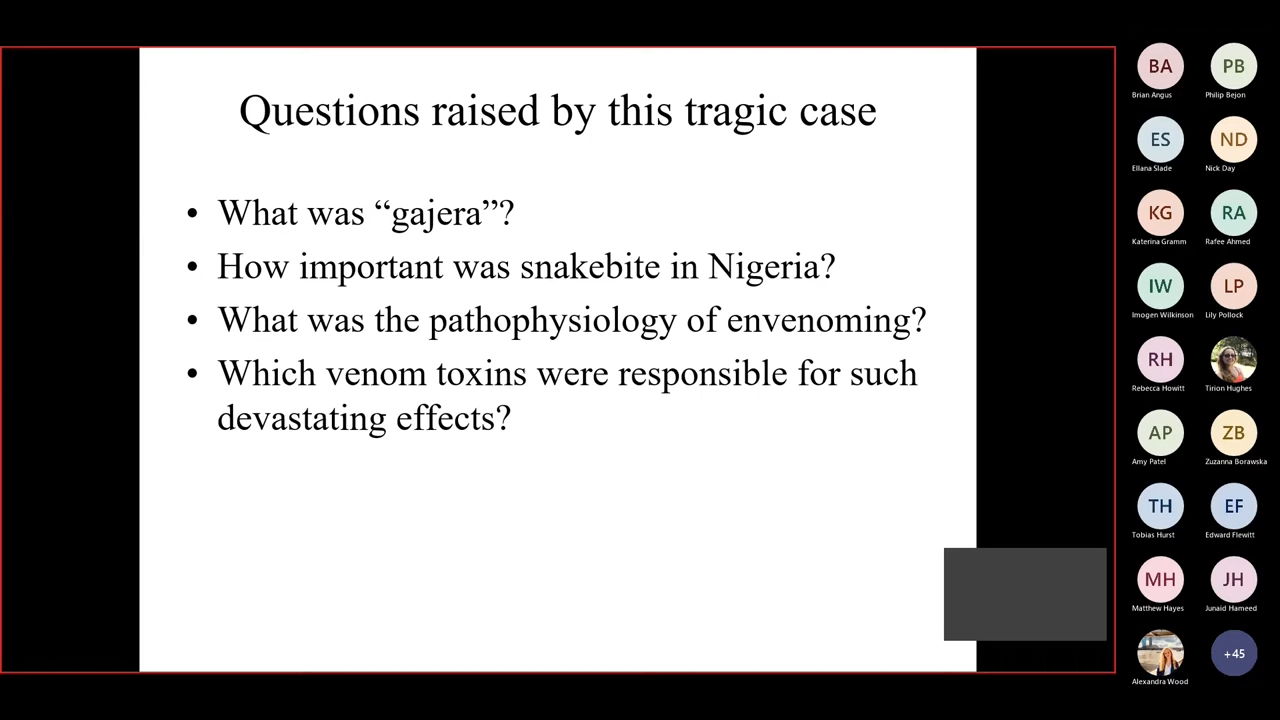 Questions raised by this tragic case
• What was “gajera”?
• How important was snakebite in Nigeria?
• What was the pathophysiology of envenoming?
• Which venom toxins were responsible for such
devastating effects?
BA
Brian Angus
PB
Philip Bejon
ES
Ellana Slade
ND
Nick Day
KG
Katerina Gramm
RA
Rafee Ahmed
IW
Imogen Wilkinson
LP
Lily Pollock
RH
Rebecca Howitt
Tirion Hughes
AP
Amy Patel
ZB
Zuzanna Borawska
TH
Tobias Hurst
EF
Edward Flewitt
MH
Matthew Hayes
JH
Junaid Hameed
Alexandra Wood
+45